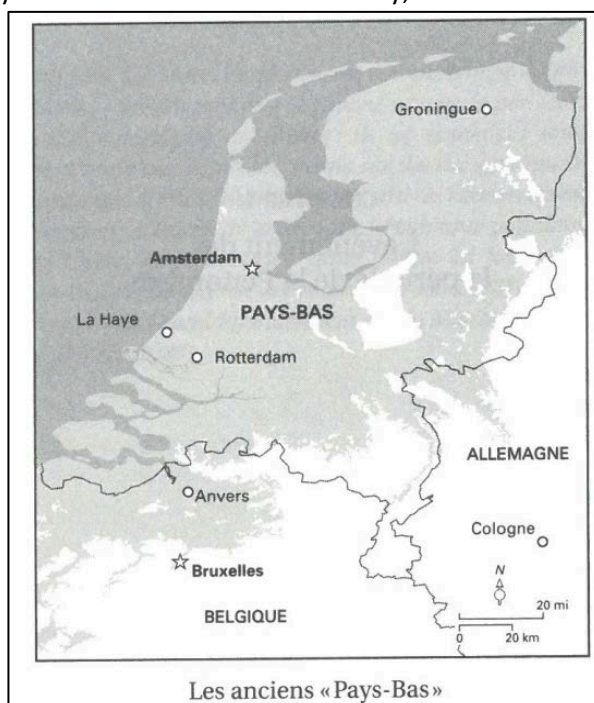 Groningue
Amsterdam
PAYS-BAS
La Haye
Rotterdam
ALLEMAGNE
Anvers
Cologne
Bruxelles
N
20 mi
BELGIQUE
0 20 km
Les anciens «Pays-Bas»